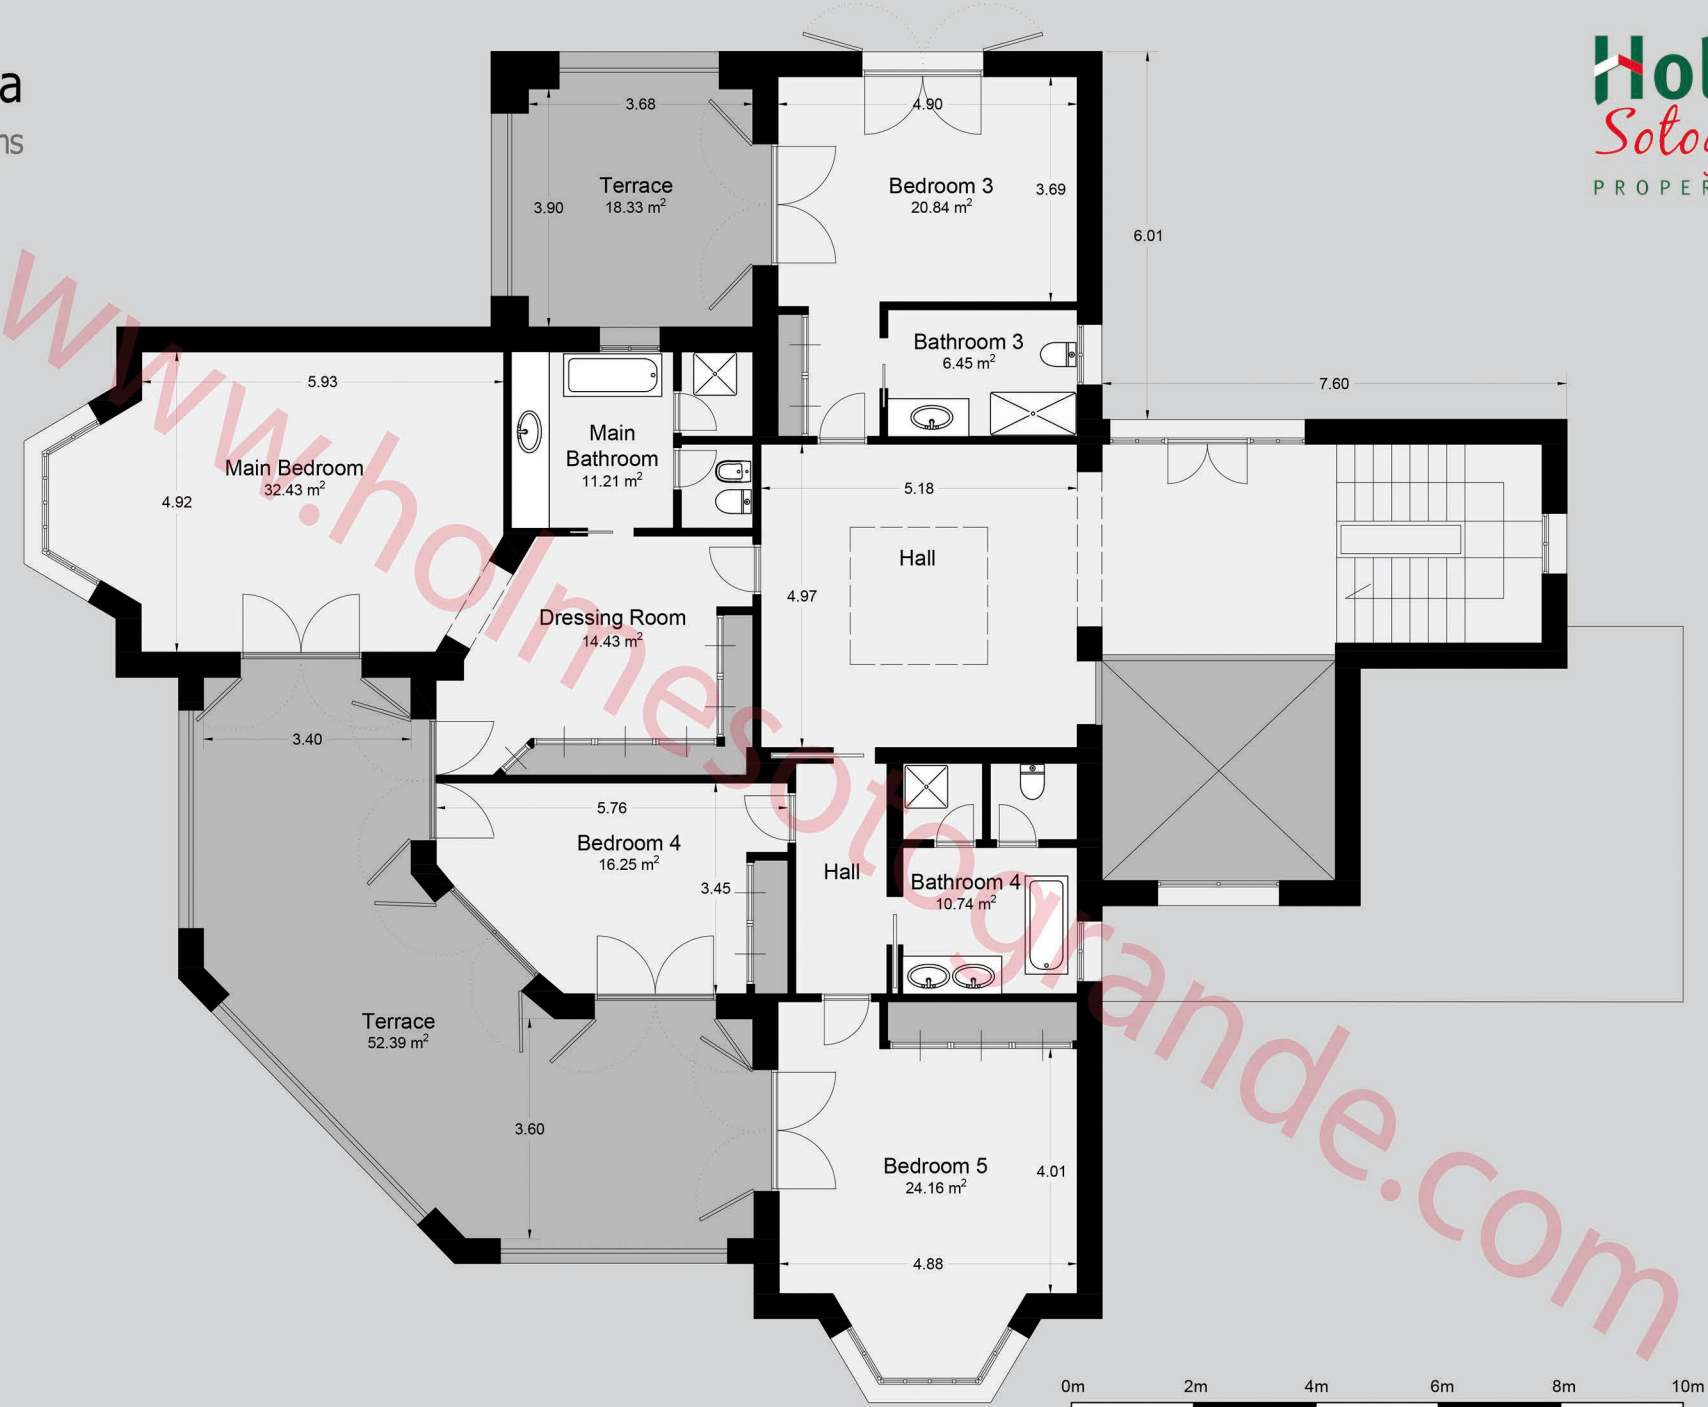 a
ns
Hol
Soto
PROPER
3.68
4.90
Terrace
18.33 m²
3.90
Bedroom 3
20.84 m²
3.69
6.01
Bathroom 3
6.45 m²
5.93
7.60
Main Bedroom
32.43 m²
4.92
Main
Bathroom
11.21 m²
5.18
Hall
4.97
Dressing Room
14.43 m²
3.40
5.76
Bedroom 4
16.25 m²
3.45
Hall
Bathroom 4
10.74 m²
Terrace
52.39 m²
3.60
Bedroom 5
24.16 m²
4.01
4.88
www.holmesotogrande.com
0m 2m 4m 6m 8m 10m